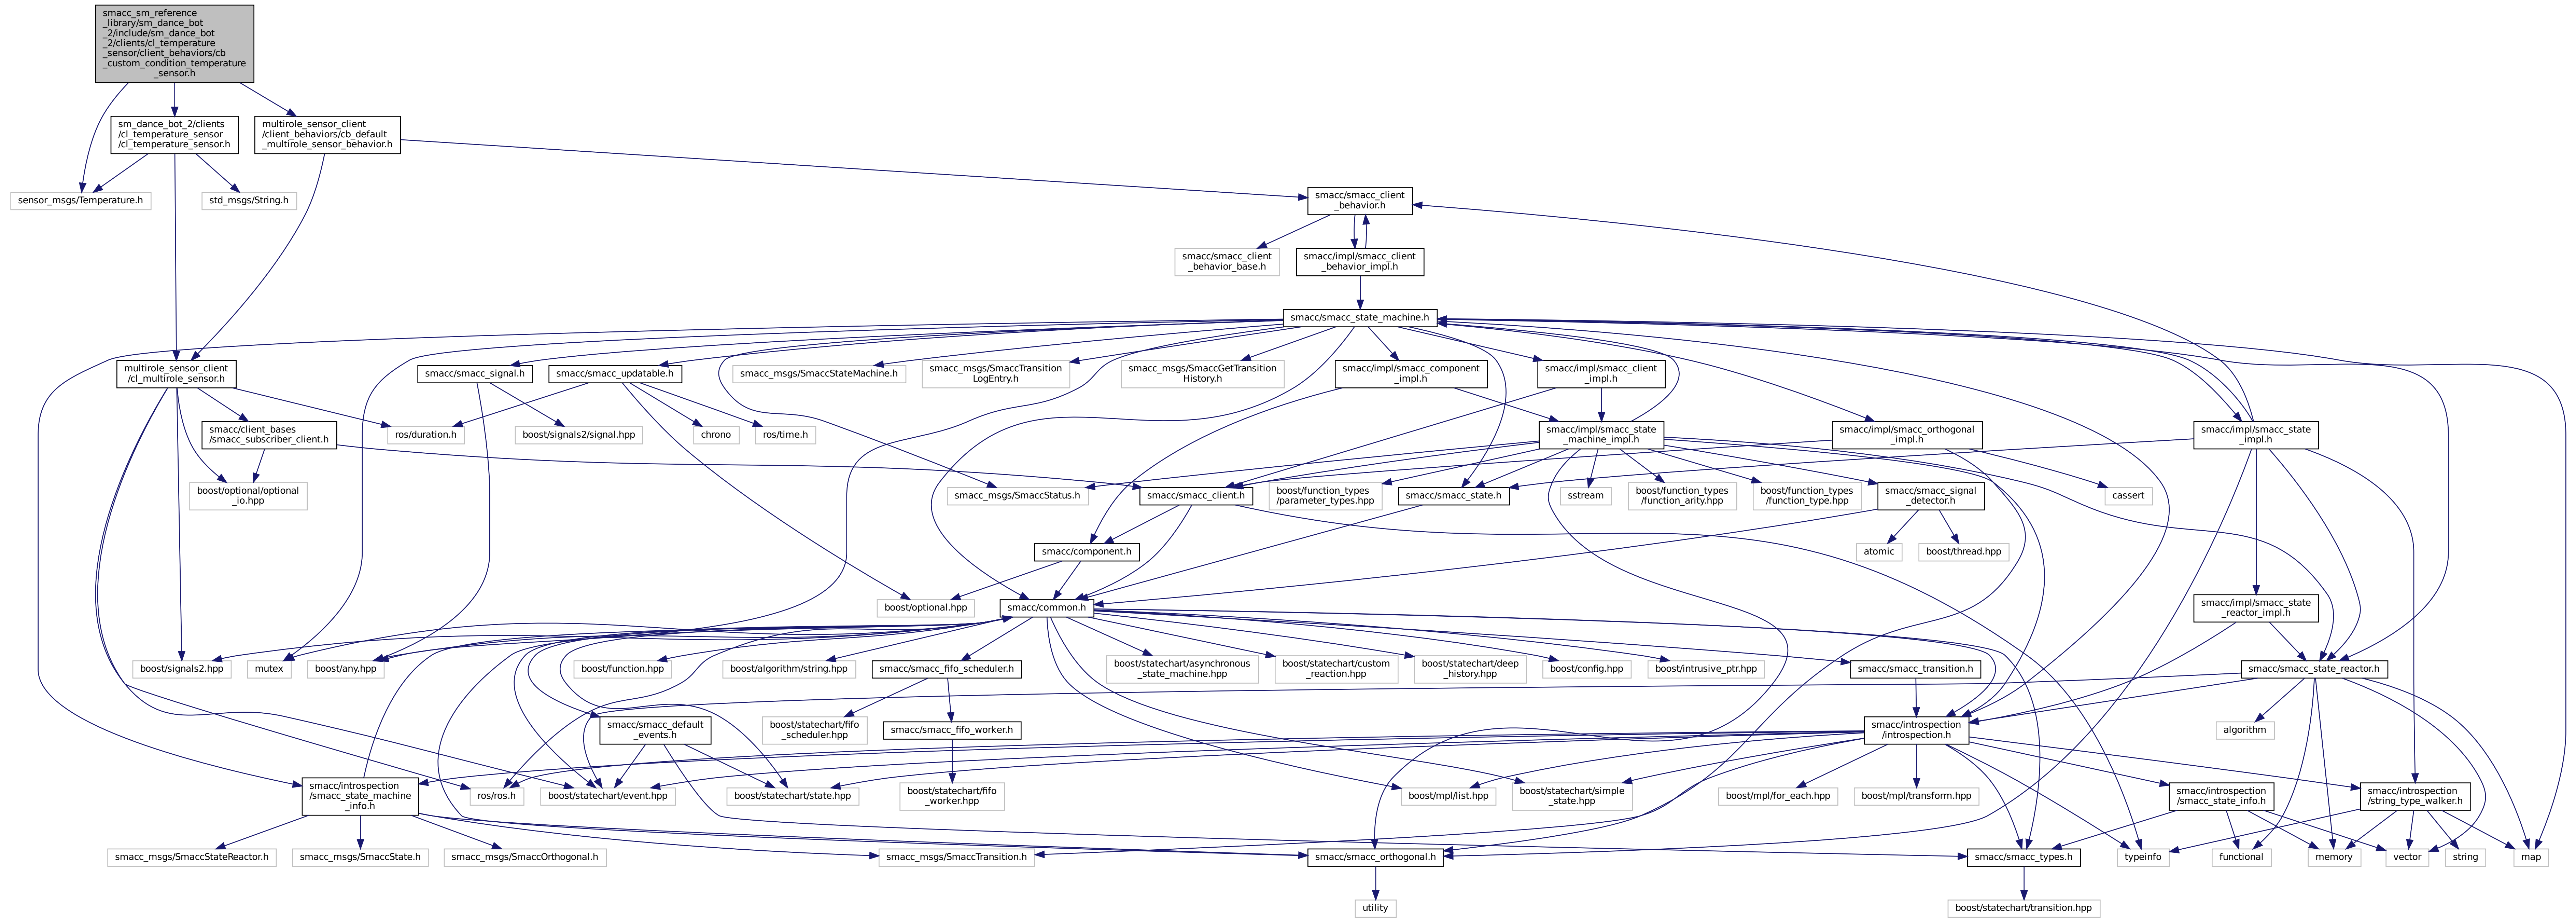 smacc_sm_reference
_library/sm_dance_bot
_2/include/sm_dance_bot
_2/clients/cl_temperature
_sensor/client_behaviors/cb
_custom_condition_temperature
_sensor.h
sm_dance_bot_2/clients
/cl_temperature_sensor
/cl_temperature_sensor.h
multirole_sensor_client
/client_behaviors/cb_default
_multirole_sensor_behavior.h
sensor_msgs/Temperature.h
std_msgs/String.h
smacc/smacc_client
_behavior.h
smacc/smacc_client
_behavior_base.h
smacc/impl/smacc_client
_behavior_impl.h
smacc/smacc_state_machine.h
multirole_sensor_client
/cl_multirole_sensor.h
smacc/smacc_signal.h
smacc/smacc_updatable.h
smacc_msgs/SmaccStateMachine.h
smacc_msgs/SmaccTransition
LogEntry.h
smacc_msgs/SmaccGetTransition
History.h
smacc/impl/smacc_component
_impl.h
smacc/impl/smacc_client
_impl.h
smacc/client_bases
/smacc_subscriber_client.h
ros/duration.h
boost/signals2/signal.hpp
chrono
ros/time.h
smacc/impl/smacc_state
_machine_impl.h
smacc/impl/smacc_orthogonal
_impl.h
smacc/impl/smacc_state
_impl.h
boost/optional/optional
_io.hpp
smacc_msgs/SmaccStatus.h
smacc/smacc_client.h
boost/function_types
/parameter_types.hpp
smacc/smacc_state.h
sstream
boost/function_types
/function_arity.hpp
boost/function_types
/function_type.hpp
smacc/smacc_signal
_detector.h
cassert
smacc/component.h
atomic
boost/thread.hpp
boost/optional.hpp
smacc/common.h
smacc/impl/smacc_state
_reactor_impl.h
boost/signals2.hpp
mutex
boost/any.hpp
boost/function.hpp
boost/algorithm/string.hpp
smacc/smacc_fifo_scheduler.h
boost/statechart/asynchronous
_state_machine.hpp
boost/statechart/custom
_reaction.hpp
boost/statechart/deep
_history.hpp
boost/config.hpp
boost/intrusive_ptr.hpp
smacc/smacc_transition.h
smacc/smacc_state_reactor.h
smacc/smacc_default
_events.h
boost/statechart/fifo
_scheduler.hpp
smacc/smacc_fifo_worker.h
smacc/introspection
/introspection.h
algorithm
smacc/introspection
/smacc_state_machine
_info.h
ros/ros.h
boost/statechart/event.hpp
boost/statechart/state.hpp
boost/statechart/fifo
_worker.hpp
boost/mpl/list.hpp
boost/statechart/simple
_state.hpp
boost/mpl/for_each.hpp
boost/mpl/transform.hpp
smacc/introspection
/smacc_state_info.h
smacc/introspection
/string_type_walker.h
smacc_msgs/SmaccStateReactor.h
smacc_msgs/SmaccState.h
smacc_msgs/SmaccOrthogonal.h
smacc_msgs/SmaccTransition.h
smacc/smacc_orthogonal.h
smacc/smacc_types.h
typeinfo
functional
memory
vector
string
map
utility
boost/statechart/transition.hpp